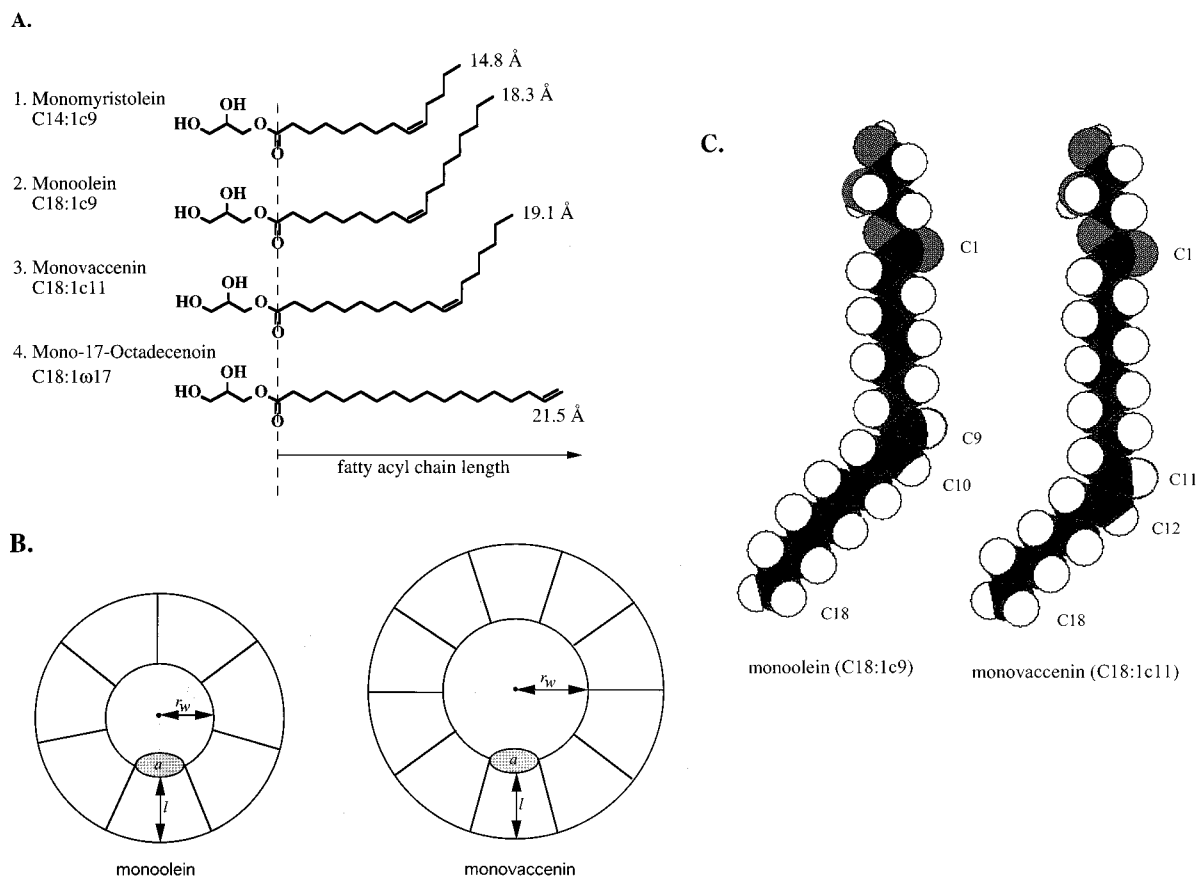 A.
1. Monomyristolein
C14:1c9
OH
HO
O
O
14.8 Å
2. Monoolein
C18:1c9
OH
HO
O
O
18.3 Å
3. Monovaccenin
C18:1c11
OH
HO
O
O
19.1 Å
4. Mono-17-Octadecenoin
C18:1ω17
OH
HO
O
O
21.5 Å
fatty acyl chain length
B.
rw
a
l
monoolein
rw
a
l
monovaccenin
C.
C1
C9
C10
C18
monoolein (C18:1c9)
C1
C11
C12
C18
monovaccenin (C18:1c11)